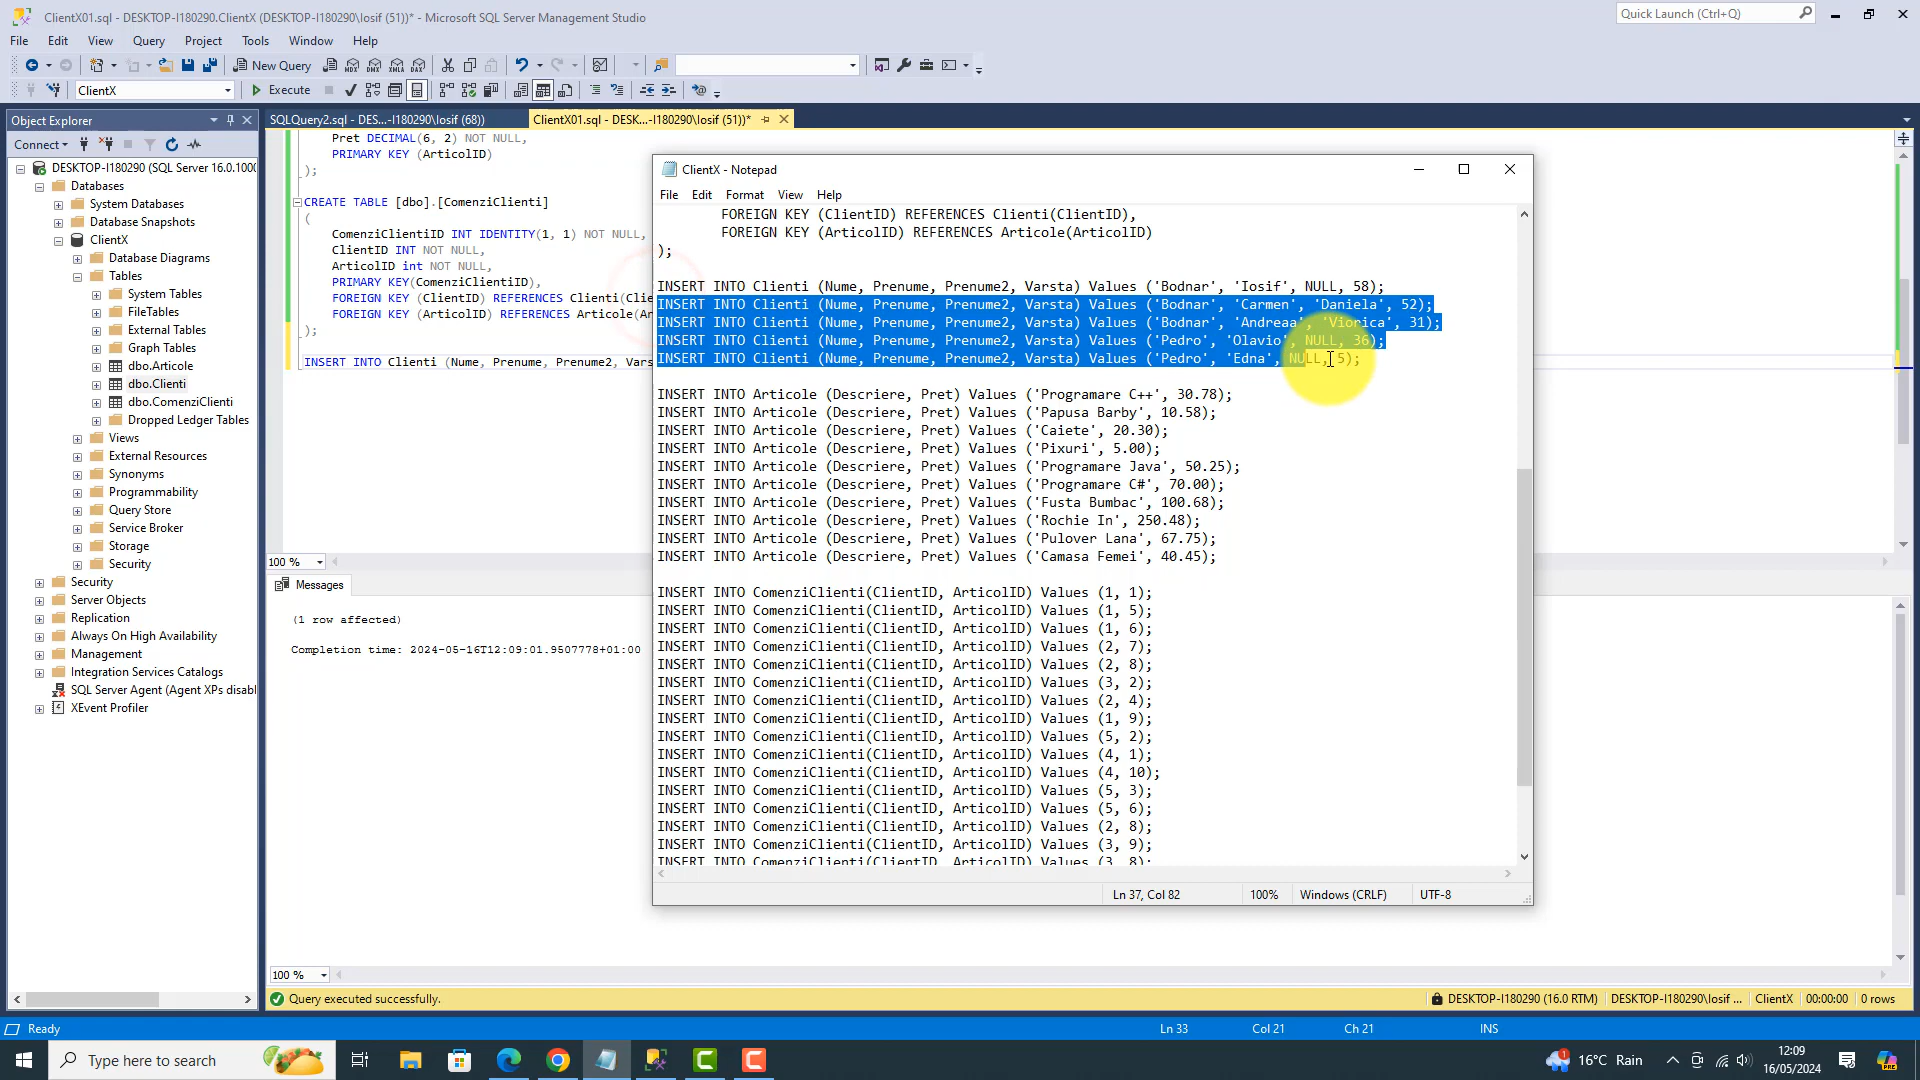 ClientX01.sql - DESKTOP-I180290.ClientX (DESKTOP-I180290\Iosif (51))* - Microsoft SQL Server Management Studio
Quick Launch (Ctrl+Q)
File Edit View Query Project Tools Window Help
New Query
ClientX
Execute
Object Explorer
Connect
DESKTOP-I180290 (SQL Server 16.0.1000
Databases
System Databases
Database Snapshots
ClientX
Database Diagrams
Tables
System Tables
FileTables
External Tables
Graph Tables
dbo.Articole
dbo.Clienti
dbo.ComenziClienti
Dropped Ledger Tables
Views
External Resources
Synonyms
Programmability
Query Store
Service Broker
Storage
Security
Security
Server Objects
Replication
Always On High Availability
Management
Integration Services Catalogs
SQL Server Agent (Agent XPs disabl
XEvent Profiler
SQLQuery2.sql - DES...-I180290\Iosif (68))
ClientX01.sql - DESK...-I180290\Iosif (51))*
Pret DECIMAL(6, 2) NOT NULL,
PRIMARY KEY (ArticolID)
);
CREATE TABLE [dbo].[ComenziClienti]
(
ComenziClientiID INT IDENTITY(1, 1) NOT NULL,
ClientID INT NOT NULL,
ArticolID int NOT NULL,
PRIMARY KEY(ComenziClientiID),
FOREIGN KEY (ClientID) REFERENCES Clienti(Clie
FOREIGN KEY (ArticolID) REFERENCES Articole(Ar
);
INSERT INTO Clienti (Nume, Prenume, Prenume2, Vars
100 %
Messages
(1 row affected)
Completion time: 2024-05-16T12:09:01.9507778+01:00
100 %
Query executed successfully.
DESKTOP-I180290 (16.0 RTM) DESKTOP-I180290\Iosif ... ClientX 00:00:00 0 rows
ClientX - Notepad
File Edit Format View Help
FOREIGN KEY (ClientID) REFERENCES Clienti(ClientID),
FOREIGN KEY (ArticolID) REFERENCES Articole(ArticolID)
);
INSERT INTO Clienti (Nume, Prenume, Prenume2, Varsta) Values ('Bodnar', 'Iosif', NULL, 58);
INSERT INTO Clienti (Nume, Prenume, Prenume2, Varsta) Values ('Bodnar', 'Carmen', 'Daniela', 52);
INSERT INTO Clienti (Nume, Prenume, Prenume2, Varsta) Values ('Bodnar', 'Andreaa', 'Viorica', 31);
INSERT INTO Clienti (Nume, Prenume, Prenume2, Varsta) Values ('Pedro', 'Olavio', NULL, 36);
INSERT INTO Clienti (Nume, Prenume, Prenume2, Varsta) Values ('Pedro', 'Edna', NULL, 5);
INSERT INTO Articole (Descriere, Pret) Values ('Programare C++', 30.78);
INSERT INTO Articole (Descriere, Pret) Values ('Papusa Barby', 10.58);
INSERT INTO Articole (Descriere, Pret) Values ('Caiete', 20.30);
INSERT INTO Articole (Descriere, Pret) Values ('Pixuri', 5.00);
INSERT INTO Articole (Descriere, Pret) Values ('Programare Java', 50.25);
INSERT INTO Articole (Descriere, Pret) Values ('Programare C#', 70.00);
INSERT INTO Articole (Descriere, Pret) Values ('Fusta Bumbac', 100.68);
INSERT INTO Articole (Descriere, Pret) Values ('Rochie In', 250.48);
INSERT INTO Articole (Descriere, Pret) Values ('Pulover Lana', 67.75);
INSERT INTO Articole (Descriere, Pret) Values ('Camasa Femei', 40.45);
INSERT INTO ComenziClienti(ClientID, ArticolID) Values (1, 1);
INSERT INTO ComenziClienti(ClientID, ArticolID) Values (1, 5);
INSERT INTO ComenziClienti(ClientID, ArticolID) Values (1, 6);
INSERT INTO ComenziClienti(ClientID, ArticolID) Values (2, 7);
INSERT INTO ComenziClienti(ClientID, ArticolID) Values (2, 8);
INSERT INTO ComenziClienti(ClientID, ArticolID) Values (3, 2);
INSERT INTO ComenziClienti(ClientID, ArticolID) Values (2, 4);
INSERT INTO ComenziClienti(ClientID, ArticolID) Values (1, 9);
INSERT INTO ComenziClienti(ClientID, ArticolID) Values (5, 2);
INSERT INTO ComenziClienti(ClientID, ArticolID) Values (4, 1);
INSERT INTO ComenziClienti(ClientID, ArticolID) Values (4, 10);
INSERT INTO ComenziClienti(ClientID, ArticolID) Values (5, 3);
INSERT INTO ComenziClienti(ClientID, ArticolID) Values (5, 6);
INSERT INTO ComenziClienti(ClientID, ArticolID) Values (2, 8);
INSERT INTO ComenziClienti(ClientID, ArticolID) Values (3, 9);
INSERT INTO ComenziClienti(ClientID, ArticolID) Values (3, 8);
Ln 37, Col 82 100% Windows (CRLF) UTF-8
Ready Ln 33 Col 21 Ch 21 INS
Type here to search
16°C Rain
12:09
16/05/2024